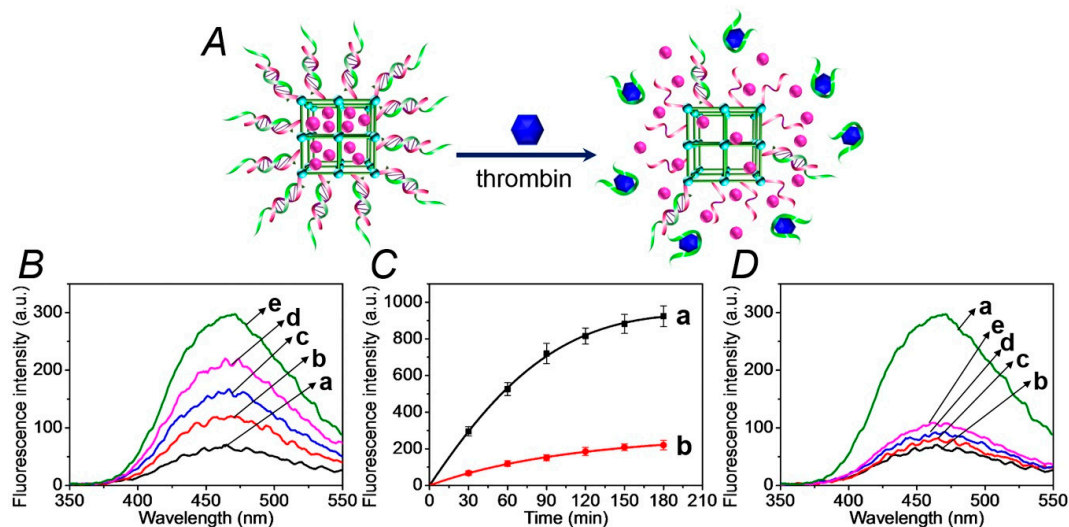 A
thrombin
B
C
D
Fluorescence intensity (a.u.)
300
200
100
0
350
400
450
500
550
Wavelength (nm)
e
d
c
b
a
Fluorescence intensity (a.u.)
1000
800
600
400
200
0
0
30
60
90
120
150
180
210
Time (min)
a
b
Fluorescence intensity (a.u.)
300
200
100
0
350
400
450
500
550
Wavelength (nm)
a
e
d
c
b